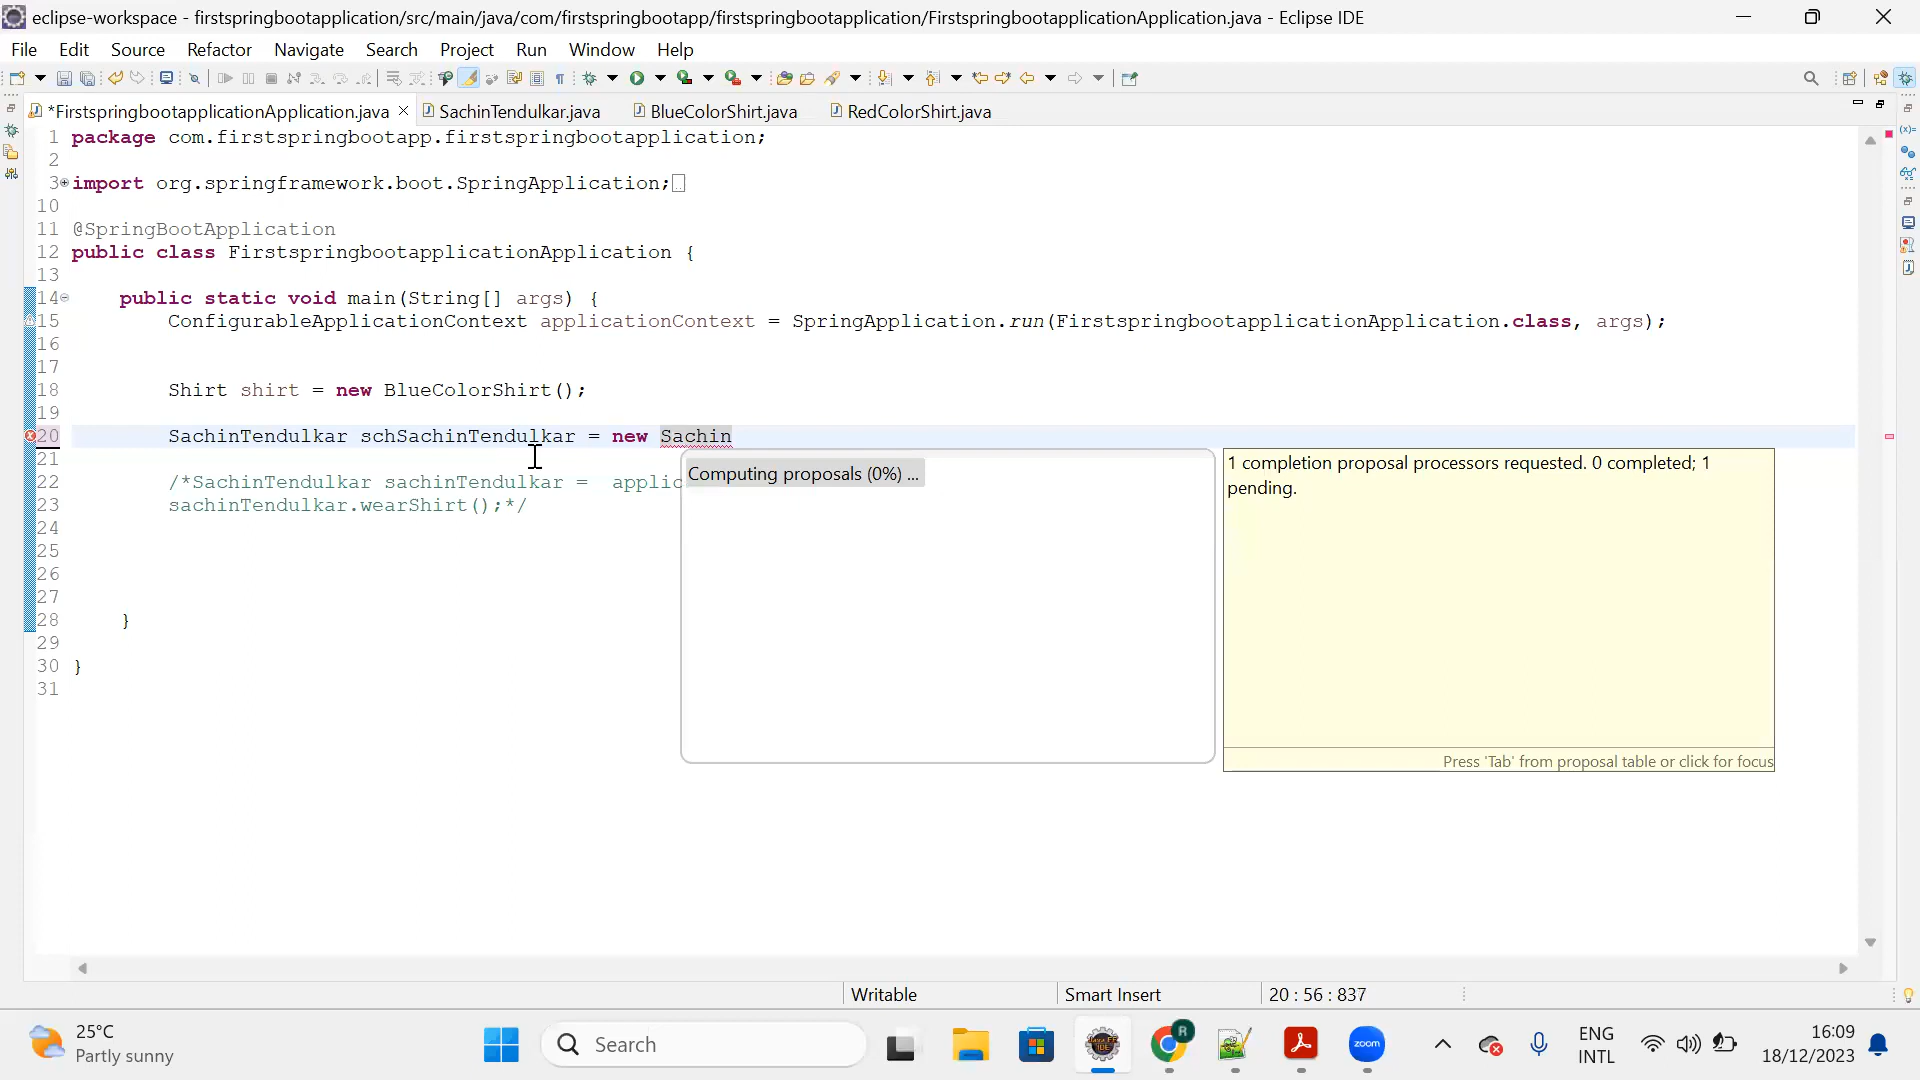 eclipse-workspace - firstspringbootapplication/src/main/java/com/firstspringbootapp/firstspringbootapplication/FirstspringbootapplicationApplication.java - Eclipse IDE
File Edit Source Refactor Navigate Search Project Run Window Help
*FirstspringbootapplicationApplication.java SachinTendulkar.java BlueColorShirt.java RedColorShirt.java
1 package com.firstspringbootapp.firstspringbootapplication;
2
3 import org.springframework.boot.SpringApplication;
10
11 @SpringBootApplication
12 public class FirstspringbootapplicationApplication {
13
14 public static void main(String[] args) {
15 ConfigurableApplicationContext applicationContext = SpringApplication.run(FirstspringbootapplicationApplication.class, args);
16
17
18 Shirt shirt = new BlueColorShirt();
19
20 SachinTendulkar schSachinTendulkar = new Sachin
21
22 /*SachinTendulkar sachinTendulkar = applic
23 sachinTendulkar.wearShirt();*/
24
25
26
27
28 }
29
30 }
31
Computing proposals (0%) ...
1 completion proposal processors requested. 0 completed; 1
pending.
Press 'Tab' from proposal table or click for focus
Writable Smart Insert 20 : 56 : 837
25°C
Partly sunny
Search
R
Java EE
IDE
zoom
ENG
INTL
16:09
18/12/2023